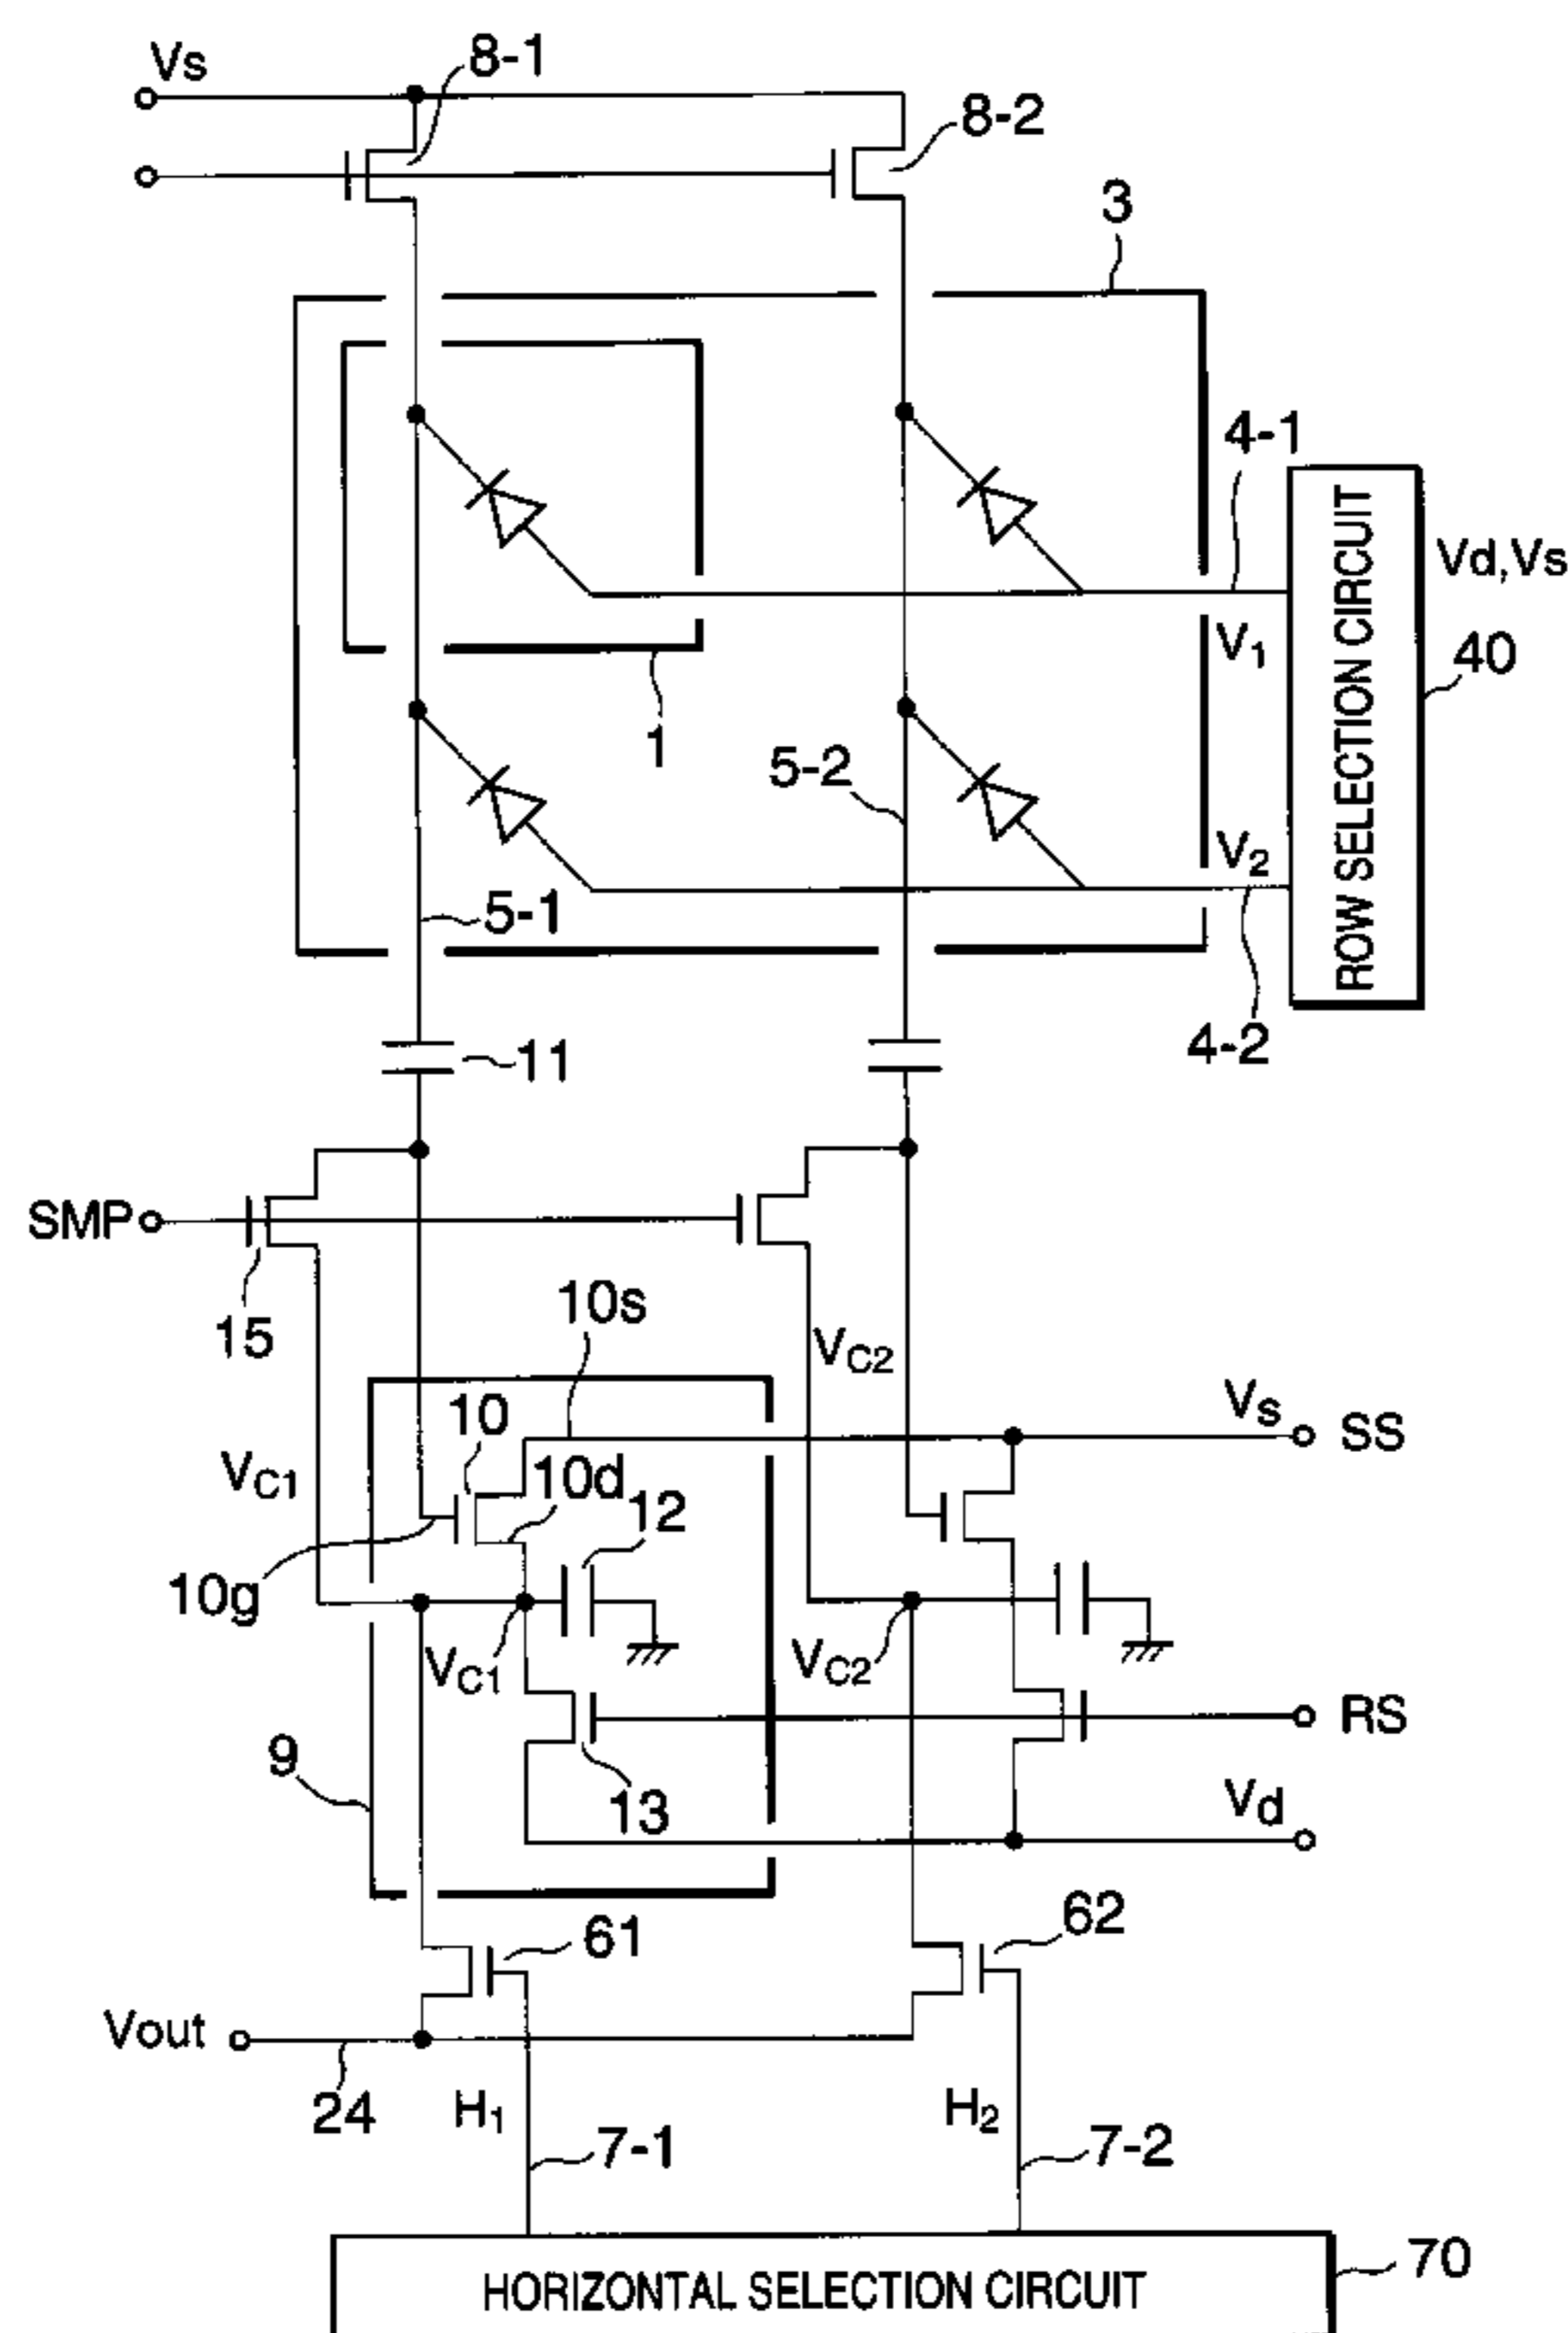 Vs
8-1
8-2
3
4-1
ROW SELECTION CIRCUIT
Vd,Vs
V1
40
1
5-2
V2
5-1
4-2
11
SMP
15
10s
VC2
Vs SS
10
VC1
10d
12
10g
VC1
VC2
RS
9
13
Vd
61
62
Vout
24
H1
H2
7-1
7-2
70
HORIZONTAL SELECTION CIRCUIT